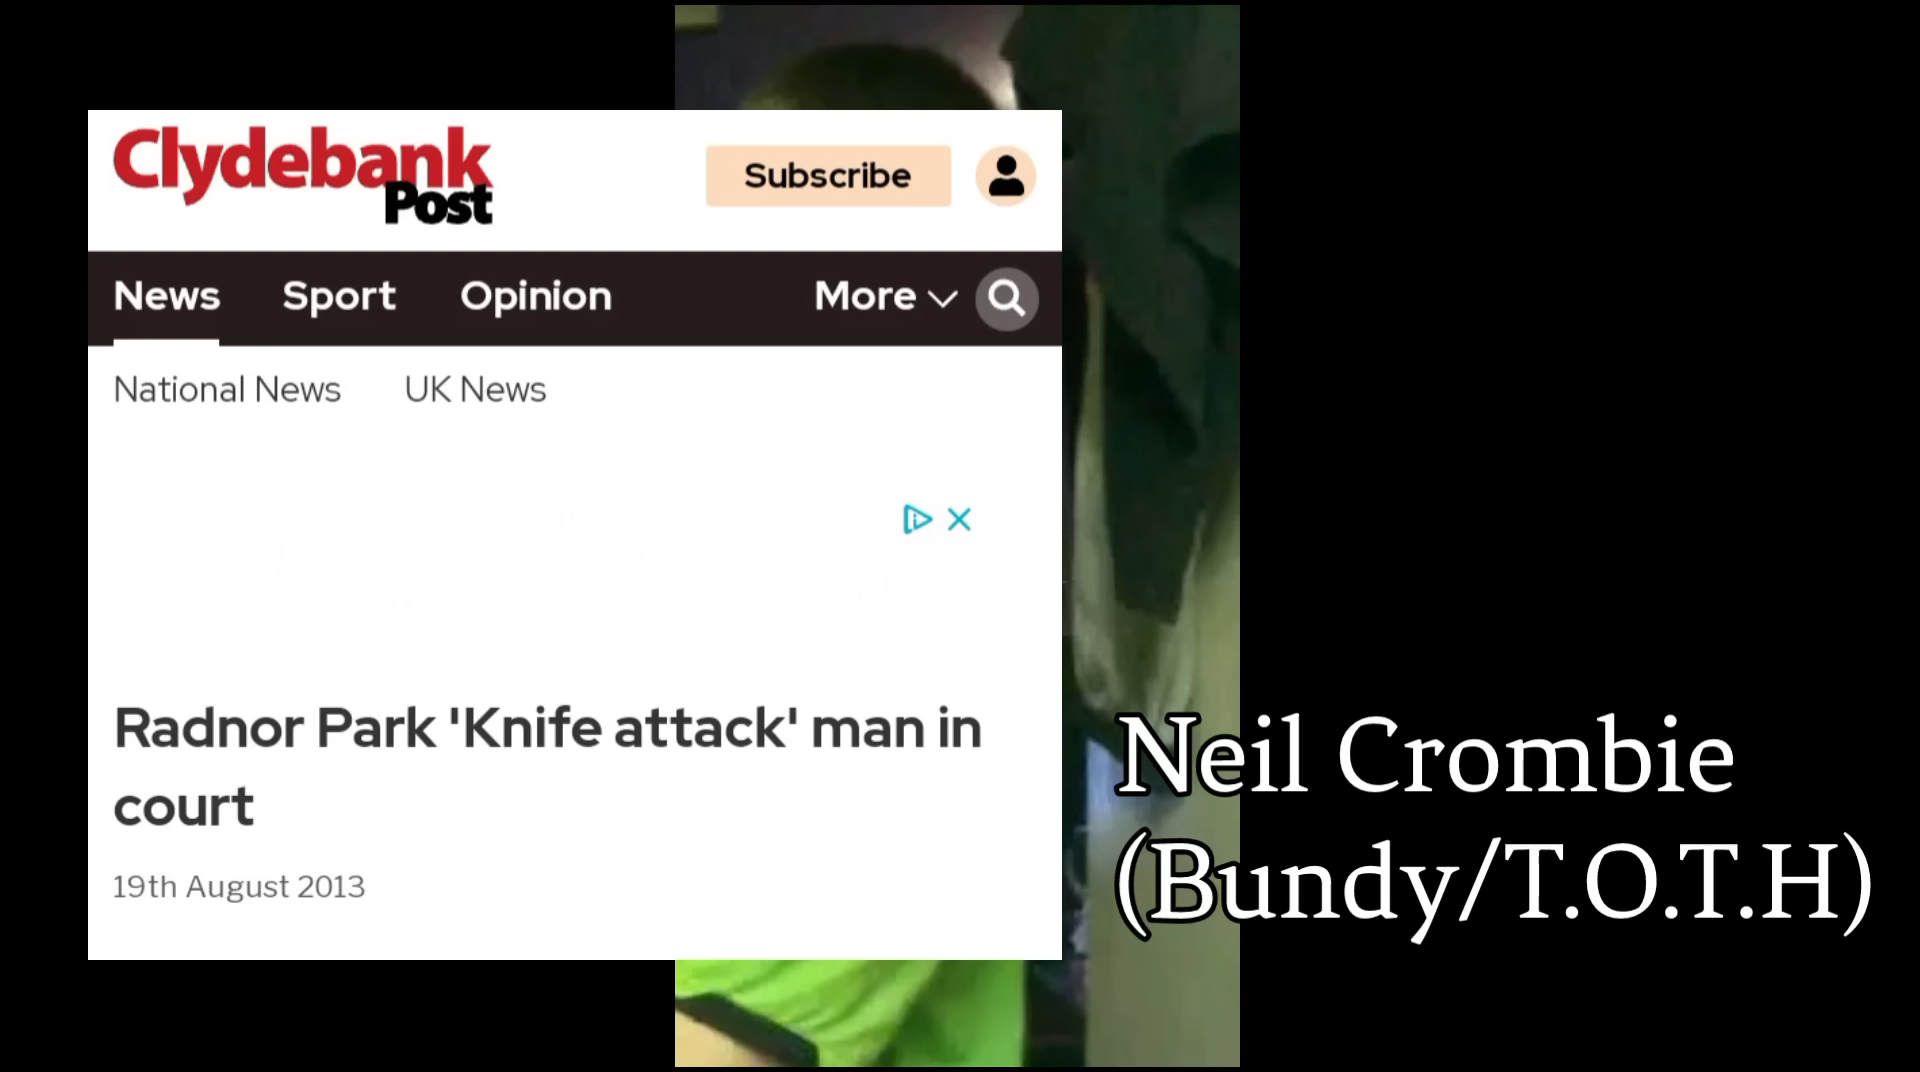 Clydebank
Post
Subscribe
News Sport Opinion More
National News UK News
Radnor Park 'Knife attack' man in
court
19th August 2013
Neil Crombie
(Bundy/T.O.T.H)